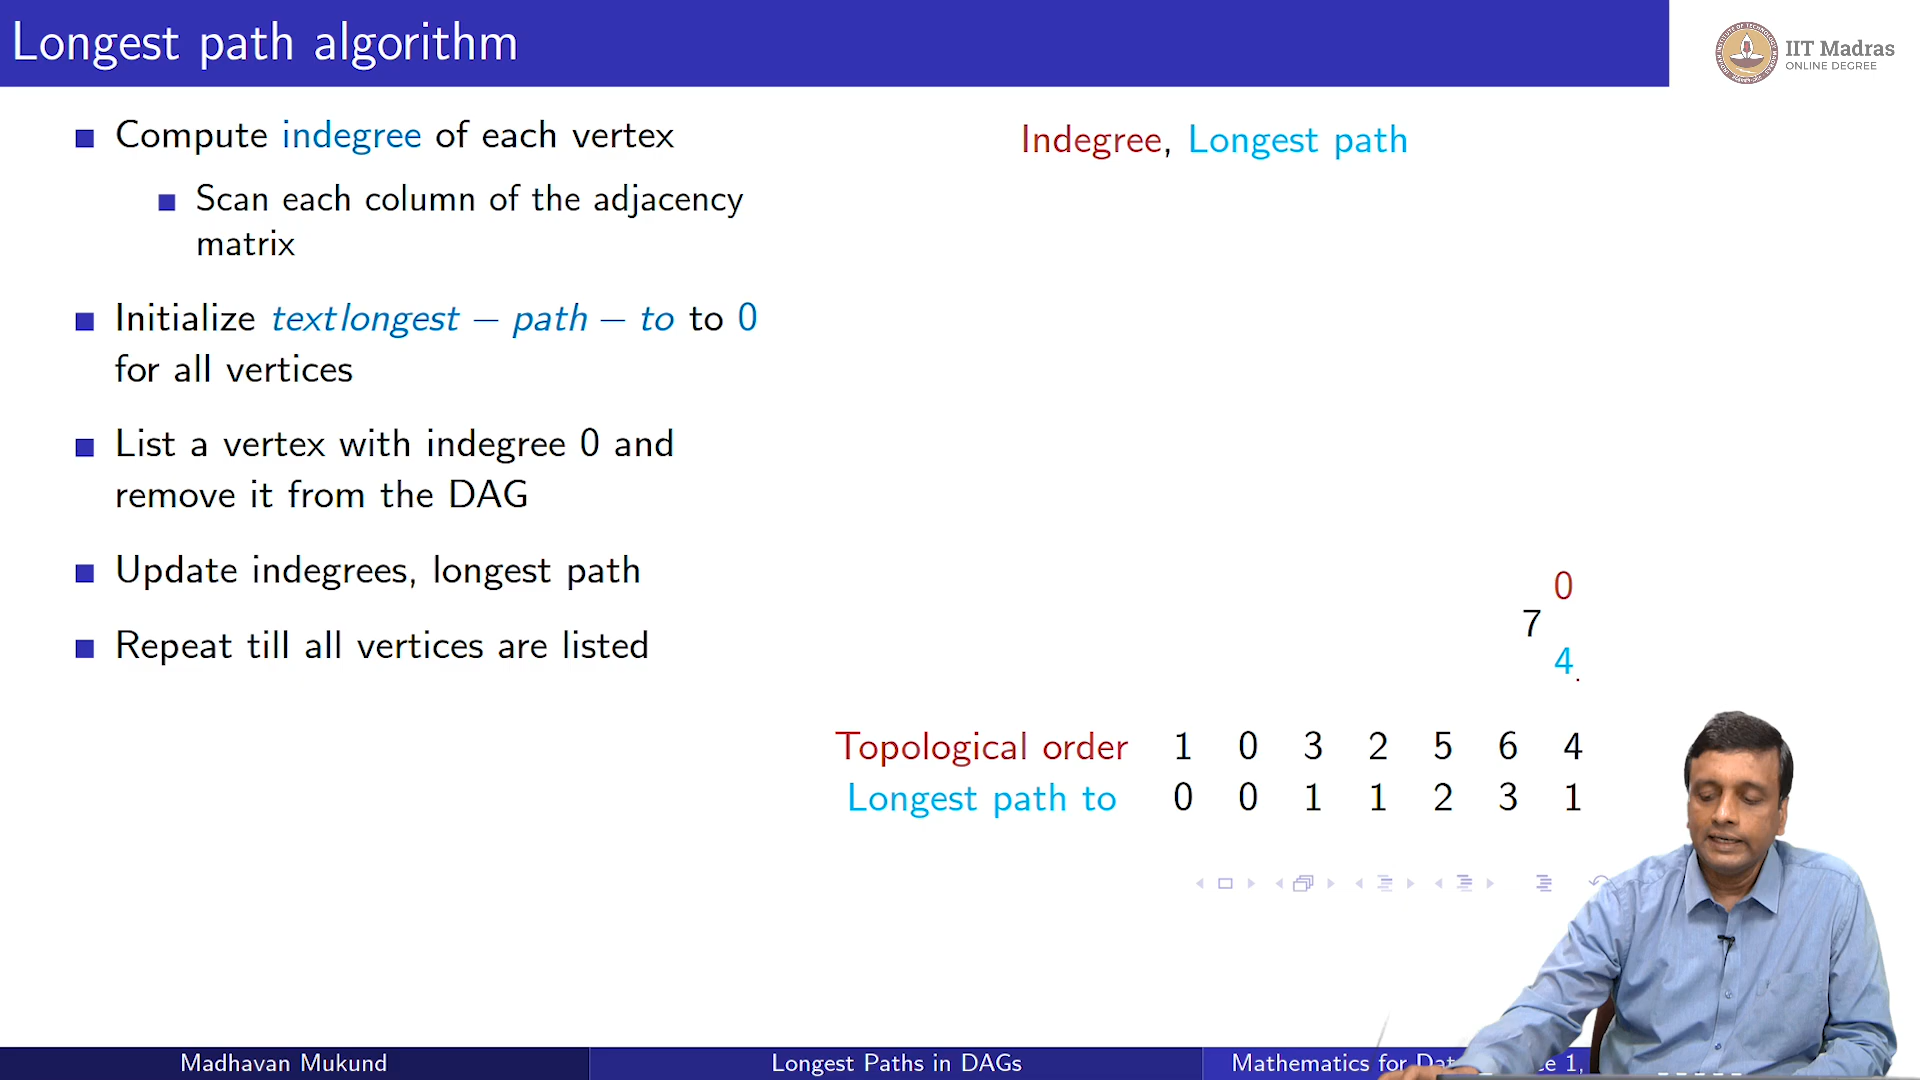 Longest path algorithm
IIT Madras
ONLINE DEGREE
Compute indegree of each vertex
Scan each column of the adjacency
matrix
Initialize textlongest – path – to to 0
for all vertices
List a vertex with indegree 0 and
remove it from the DAG
Update indegrees, longest path
Repeat till all vertices are listed
Indegree, Longest path
0
7
4
Topological order 1 0 3 2 5 6 4
Longest path to 0 0 1 1 2 3 1
Madhavan Mukund
Longest Paths in DAGs
Mathematics for 1,